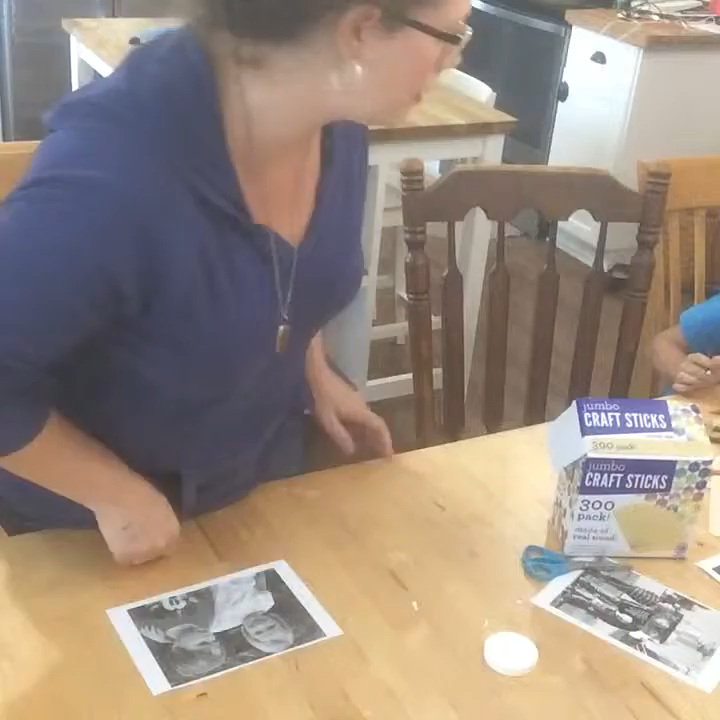 jumbo
CRAFT STICKS
300 pack!
jumbo
CRAFT STICKS
300
pack!
made of
real wood